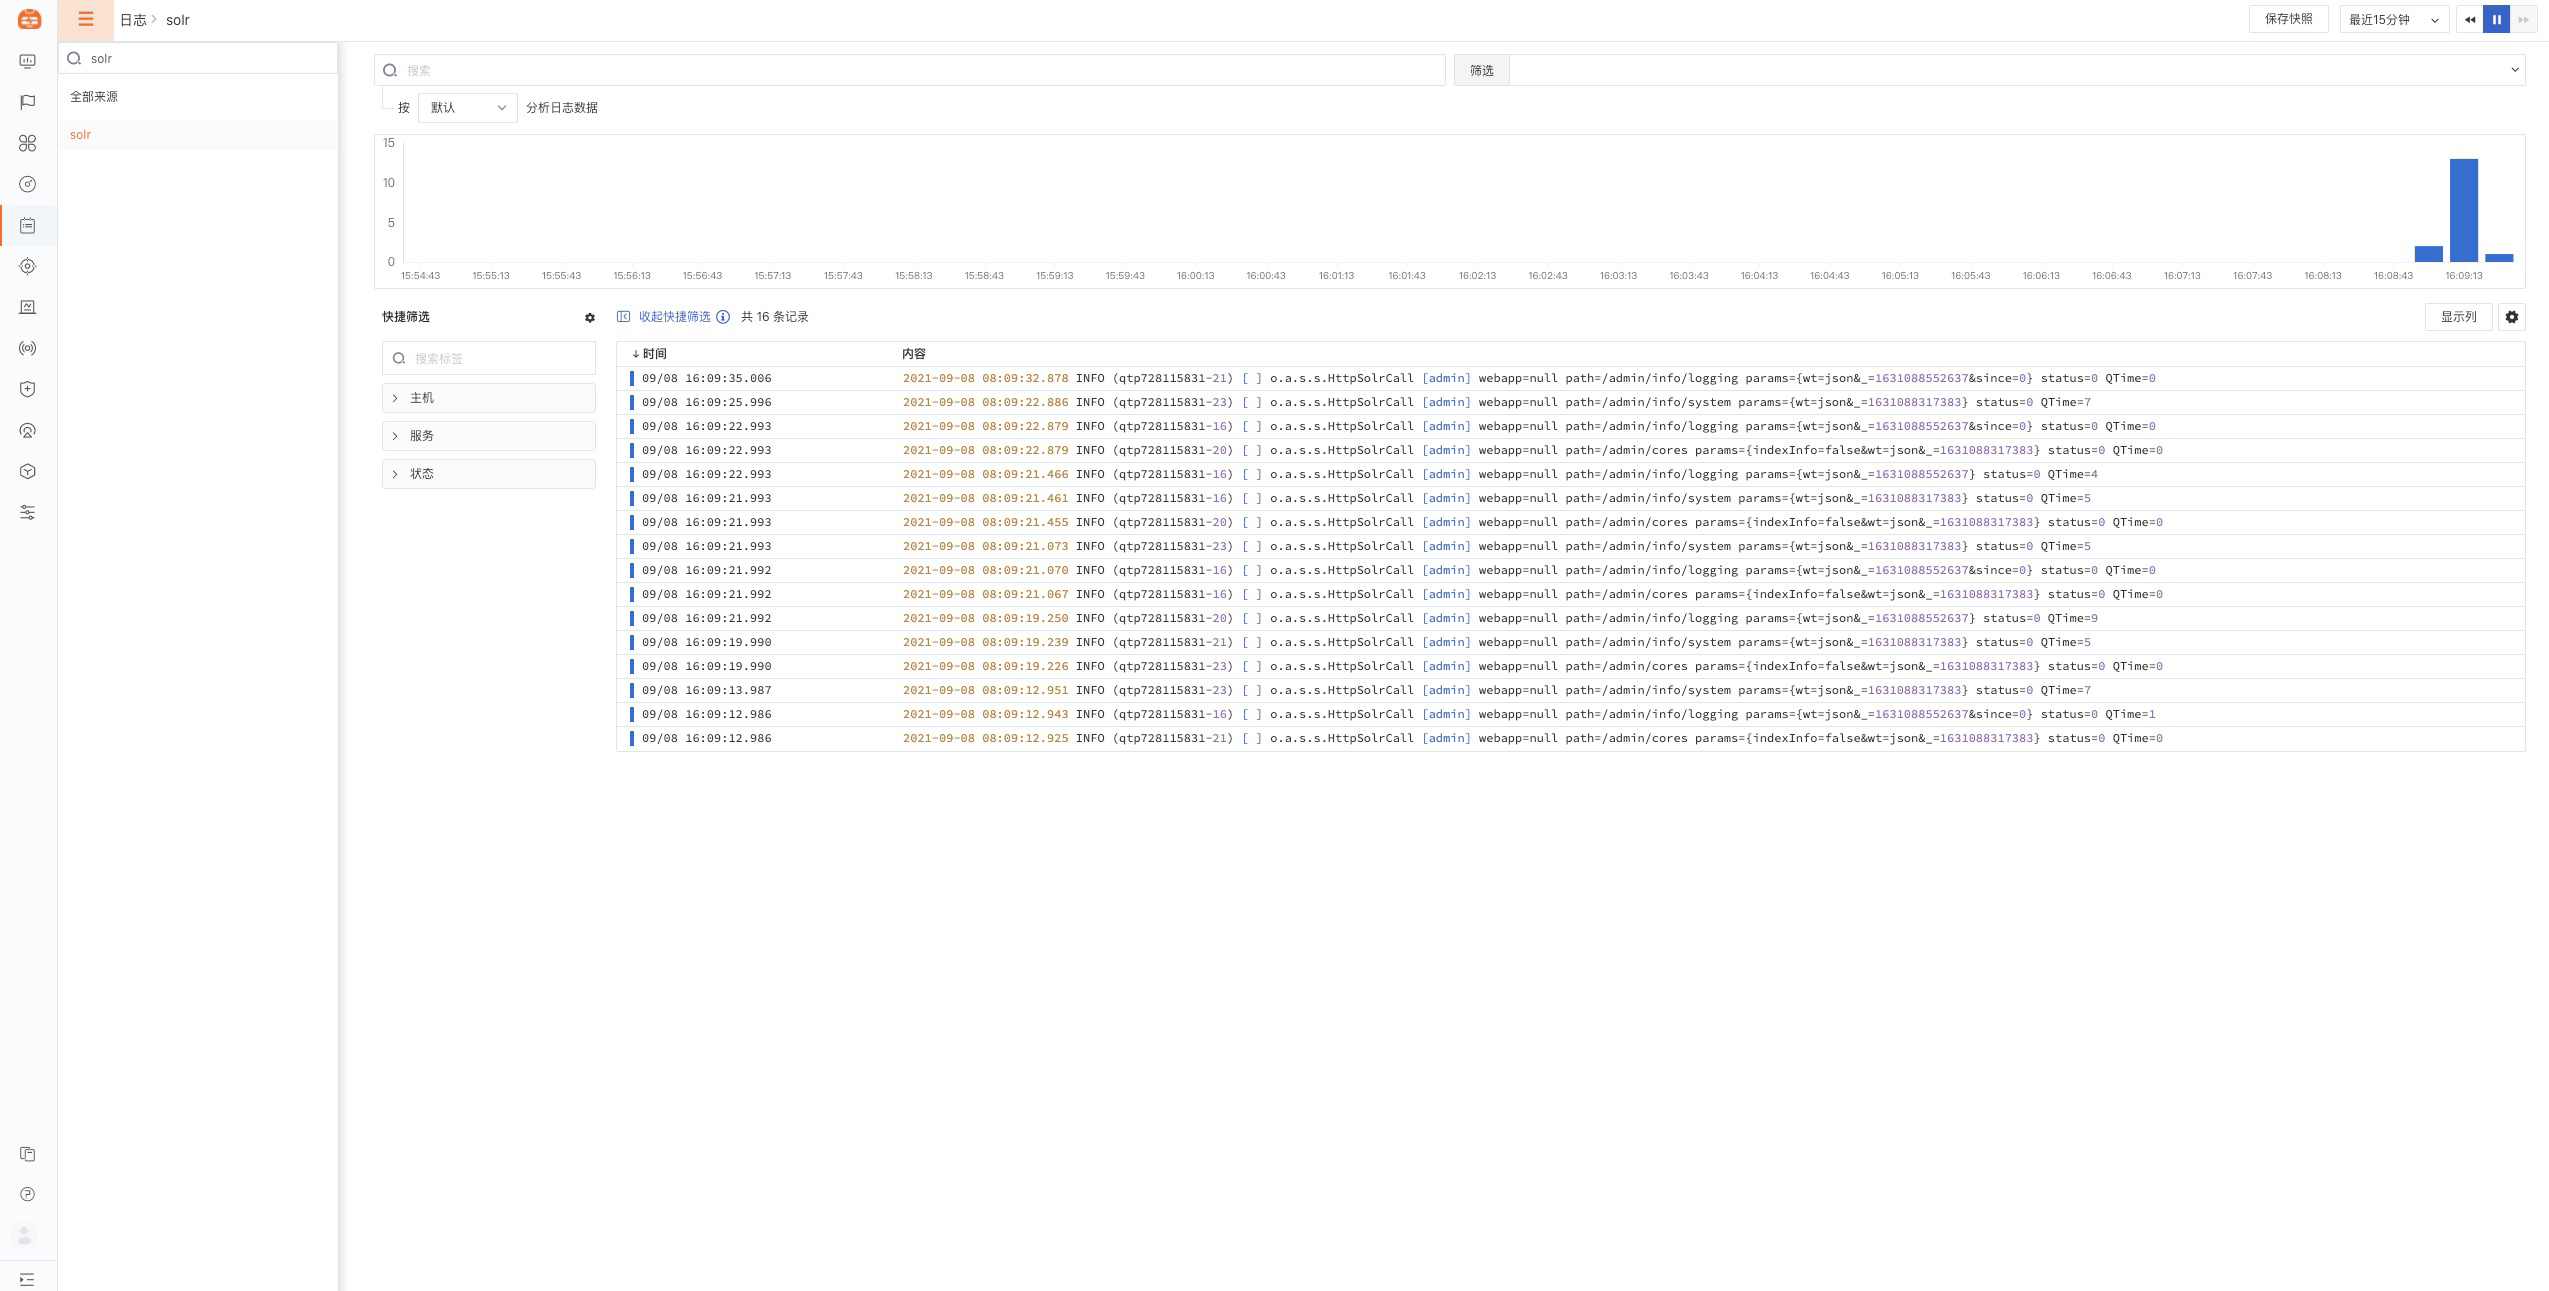 日志 > solr
保存快照
最近15分钟
solr
全部来源
solr
搜索
筛选
按 默认 分析日志数据
15
10
5
0
15:54:43 15:55:13 15:55:43 15:56:13 15:56:43 15:57:13 15:57:43 15:58:13 15:58:43 15:59:13 15:59:43 16:00:13 16:00:43 16:01:13 16:01:43 16:02:13 16:02:43 16:03:13 16:03:43 16:04:13 16:04:43 16:05:13 16:05:43 16:06:13 16:06:43 16:07:13 16:07:43 16:08:13 16:08:43 16:09:13
快捷筛选
搜索标签
主机
服务
状态
收起快捷筛选 共 16 条记录
显示列
↓ 时间 内容
09/08 16:09:35.006 2021-09-08 08:09:32.878 INFO (qtp728115831-21) [ ] o.a.s.s.HttpSolrCall [admin] webapp=null path=/admin/info/logging params={wt=json&_=1631088552637&since=0} status=0 QTime=0
09/08 16:09:25.996 2021-09-08 08:09:22.886 INFO (qtp728115831-23) [ ] o.a.s.s.HttpSolrCall [admin] webapp=null path=/admin/info/system params={wt=json&_=1631088317383} status=0 QTime=7
09/08 16:09:22.993 2021-09-08 08:09:22.879 INFO (qtp728115831-16) [ ] o.a.s.s.HttpSolrCall [admin] webapp=null path=/admin/info/logging params={wt=json&_=1631088552637&since=0} status=0 QTime=0
09/08 16:09:22.993 2021-09-08 08:09:22.879 INFO (qtp728115831-20) [ ] o.a.s.s.HttpSolrCall [admin] webapp=null path=/admin/cores params={indexInfo=false&wt=json&_=1631088317383} status=0 QTime=0
09/08 16:09:22.993 2021-09-08 08:09:21.466 INFO (qtp728115831-16) [ ] o.a.s.s.HttpSolrCall [admin] webapp=null path=/admin/info/logging params={wt=json&_=1631088552637} status=0 QTime=4
09/08 16:09:21.993 2021-09-08 08:09:21.461 INFO (qtp728115831-16) [ ] o.a.s.s.HttpSolrCall [admin] webapp=null path=/admin/info/system params={wt=json&_=1631088317383} status=0 QTime=5
09/08 16:09:21.993 2021-09-08 08:09:21.455 INFO (qtp728115831-20) [ ] o.a.s.s.HttpSolrCall [admin] webapp=null path=/admin/cores params={indexInfo=false&wt=json&_=1631088317383} status=0 QTime=0
09/08 16:09:21.993 2021-09-08 08:09:21.073 INFO (qtp728115831-23) [ ] o.a.s.s.HttpSolrCall [admin] webapp=null path=/admin/info/system params={wt=json&_=1631088317383} status=0 QTime=5
09/08 16:09:21.992 2021-09-08 08:09:21.070 INFO (qtp728115831-16) [ ] o.a.s.s.HttpSolrCall [admin] webapp=null path=/admin/info/logging params={wt=json&_=1631088552637&since=0} status=0 QTime=0
09/08 16:09:21.992 2021-09-08 08:09:21.067 INFO (qtp728115831-16) [ ] o.a.s.s.HttpSolrCall [admin] webapp=null path=/admin/cores params={indexInfo=false&wt=json&_=1631088317383} status=0 QTime=0
09/08 16:09:21.992 2021-09-08 08:09:19.250 INFO (qtp728115831-20) [ ] o.a.s.s.HttpSolrCall [admin] webapp=null path=/admin/info/logging params={wt=json&_=1631088552637} status=0 QTime=9
09/08 16:09:19.990 2021-09-08 08:09:19.239 INFO (qtp728115831-21) [ ] o.a.s.s.HttpSolrCall [admin] webapp=null path=/admin/info/system params={wt=json&_=1631088317383} status=0 QTime=5
09/08 16:09:19.990 2021-09-08 08:09:19.226 INFO (qtp728115831-23) [ ] o.a.s.s.HttpSolrCall [admin] webapp=null path=/admin/cores params={indexInfo=false&wt=json&_=1631088317383} status=0 QTime=0
09/08 16:09:13.987 2021-09-08 08:09:12.951 INFO (qtp728115831-23) [ ] o.a.s.s.HttpSolrCall [admin] webapp=null path=/admin/info/system params={wt=json&_=1631088317383} status=0 QTime=7
09/08 16:09:12.986 2021-09-08 08:09:12.943 INFO (qtp728115831-16) [ ] o.a.s.s.HttpSolrCall [admin] webapp=null path=/admin/info/logging params={wt=json&_=1631088552637&since=0} status=0 QTime=1
09/08 16:09:12.986 2021-09-08 08:09:12.925 INFO (qtp728115831-21) [ ] o.a.s.s.HttpSolrCall [admin] webapp=null path=/admin/cores params={indexInfo=false&wt=json&_=1631088317383} status=0 QTime=0